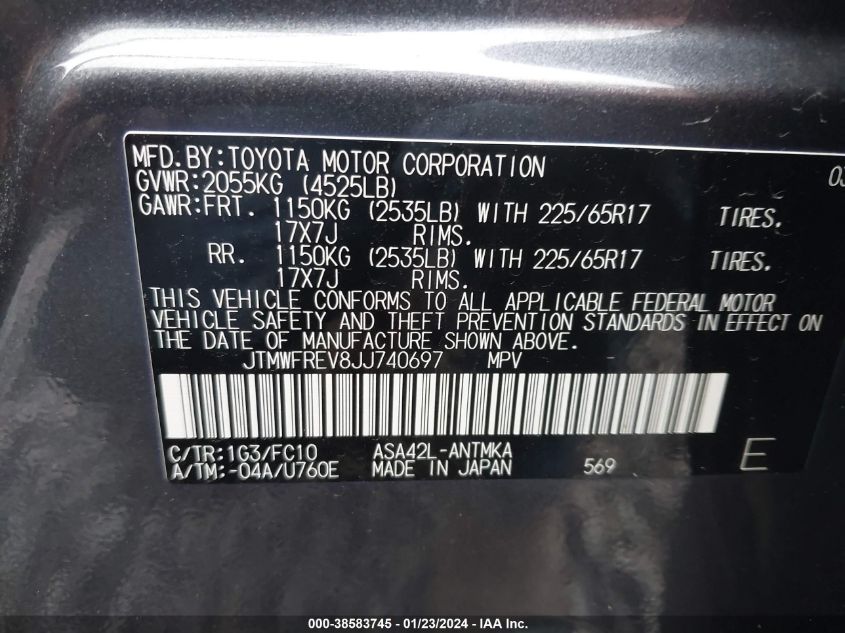 MFD.BY:TOYOTA MOTOR CORPORATION 03
GVWR:2055KG (4525LB)
GAWR:FRT. 1150KG (2535LB) WITH 225/65R17 TIRES.
17X7J RIMS.
RR. 1150KG (2535LB) WITH 225/65R17 TIRES.
17X7J RIMS.
THIS VEHICLE CONFORMS TO ALL APPLICABLE FEDERAL MOTOR
VEHICLE SAFETY AND THEFT PREVENTION STANDARDS IN EFFECT ON
THE DATE OF MANUFACTURE SHOWN ABOVE.
JTMWFREV8JJ740697 MPV
C/TR:1G3/FC10 ASA42L-ANTMKA
A/TM:-04A/U760E MADE IN JAPAN 569 E
000-38583745 - 01/23/2024 - IAA Inc.